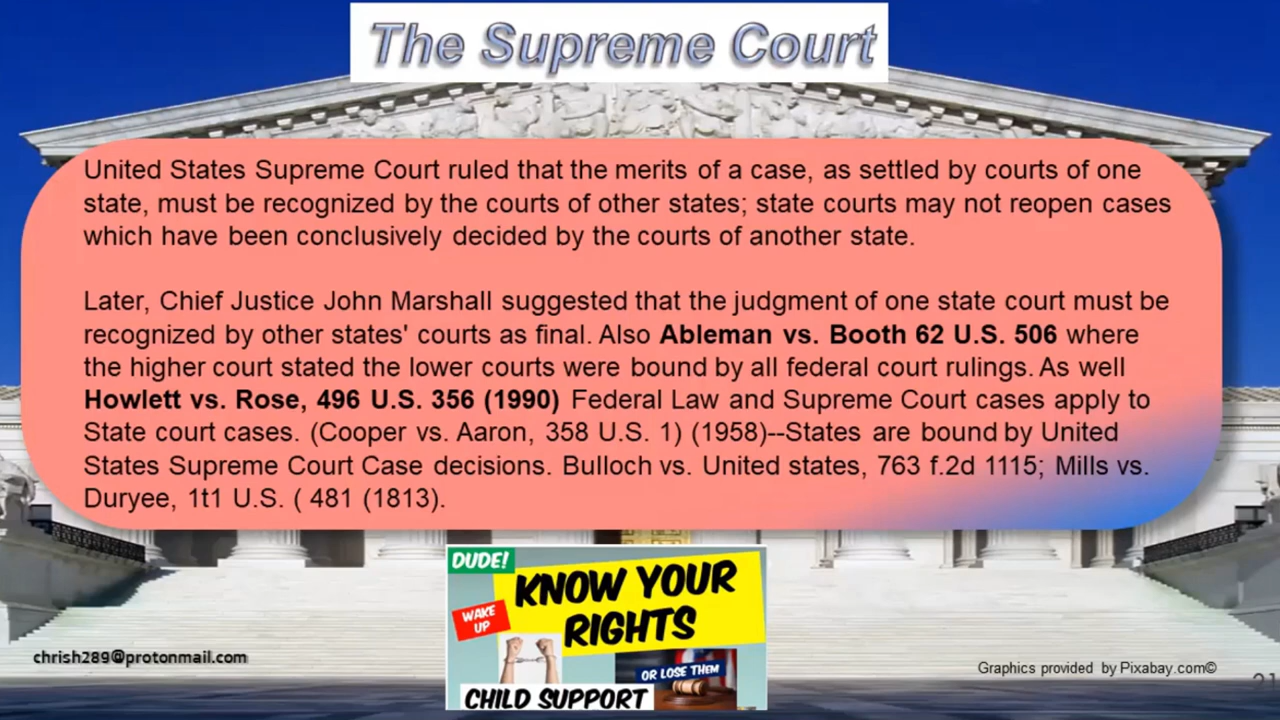 The Supreme Court
United States Supreme Court ruled that the merits of a case, as settled by courts of one
state, must be recognized by the courts of other states; state courts may not reopen cases
which have been conclusively decided by the courts of another state.
Later, Chief Justice John Marshall suggested that the judgment of one state court must be
recognized by other states' courts as final. Also Ableman vs. Booth 62 U.S. 506 where
the higher court stated the lower courts were bound by all federal court rulings. As well
Howlett vs. Rose, 496 U.S. 356 (1990) Federal Law and Supreme Court cases apply to
State court cases. (Cooper vs. Aaron, 358 U.S. 1) (1958)--States are bound by United
States Supreme Court Case decisions. Bulloch vs. United states, 763 f.2d 1115; Mills vs.
Duryee, 1t1 U.S. ( 481 (1813).
DUDE!
KNOW YOUR
RIGHTS
WAKE
UP
OR LOSE THEM
CHILD SUPPORT
chrish289@protonmail.com
Graphics provided by Pixabay.com©
21